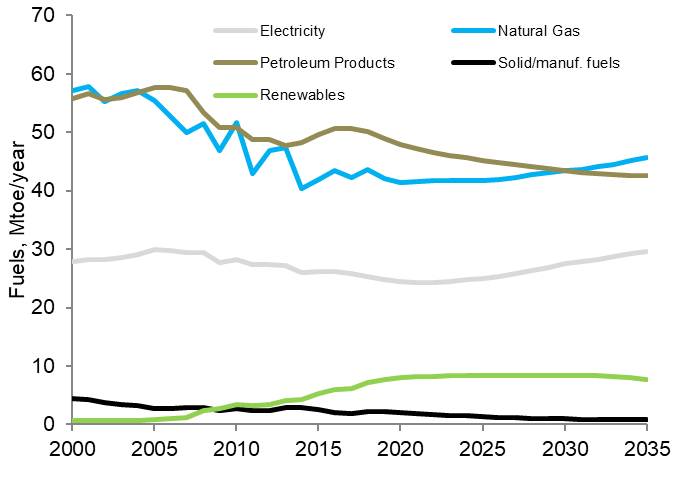 70
Electricity
Natural Gas
60
Petroleum Products
Solid/manuf. fuels
Renewables
50
40
Fuels, Mtoe/year
30
20
10
0
2000 2005 2010 2015 2020 2025 2030 2035